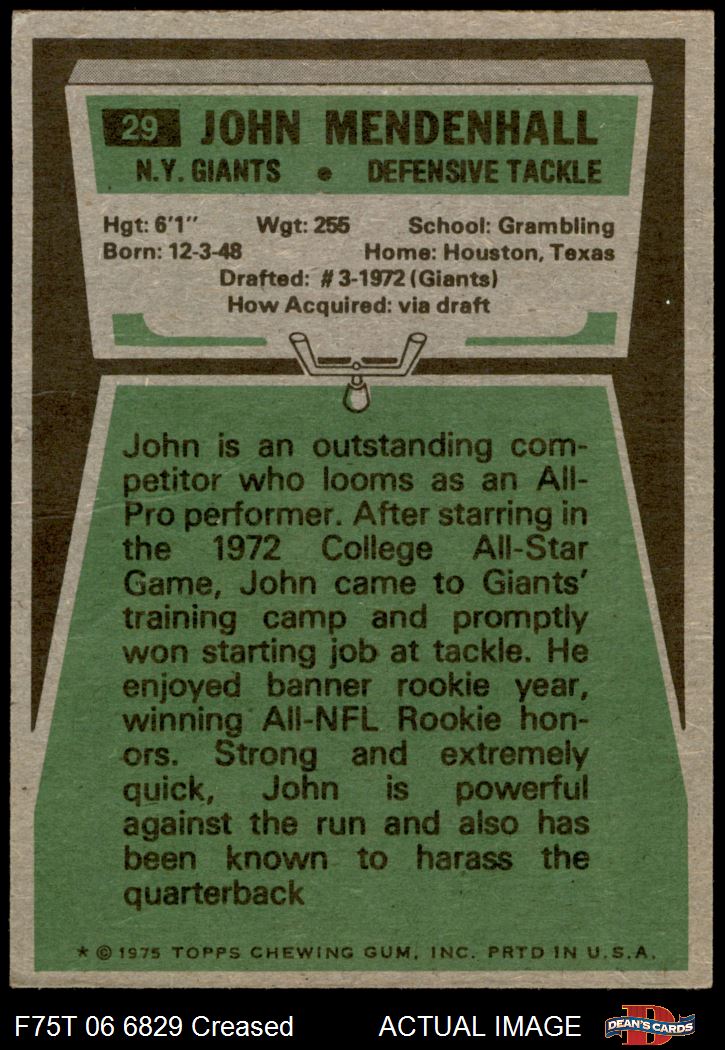 29 JOHN MENDENHALL
N.Y. GIANTS • DEFENSIVE TACKLE
Hgt: 6'1" Wgt: 255 School: Grambling
Born: 12-3-48 Home: Houston, Texas
Drafted: #3-1972 (Giants)
How Acquired: via draft
John is an outstanding com-
petitor who looms as an All-
Pro performer. After starring in
the 1972 College All-Star
Game, John came to Giants'
training camp and promptly
won starting job at tackle. He
enjoyed banner rookie year,
winning All-NFL Rookie hon-
ors. Strong and extremely
quick, John is powerful
against the run and also has
been known to harass the
quarterback
* © 1975 TOPPS CHEWING GUM, INC. PRTD IN U.S.A.
F75T 06 6829 Creased ACTUAL IMAGE DEAN'S CARDS